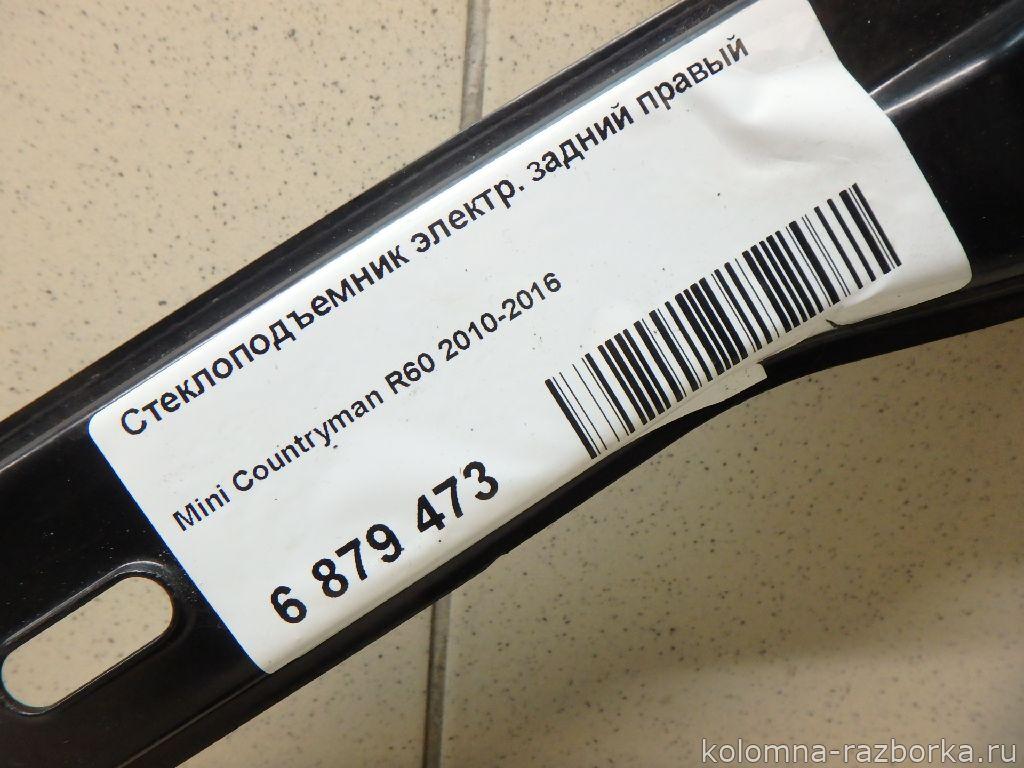 Стеклоподъемник электр. задний правый
Mini Countryman R60 2010-2016
6 879 473
kolomna-razborka.ru